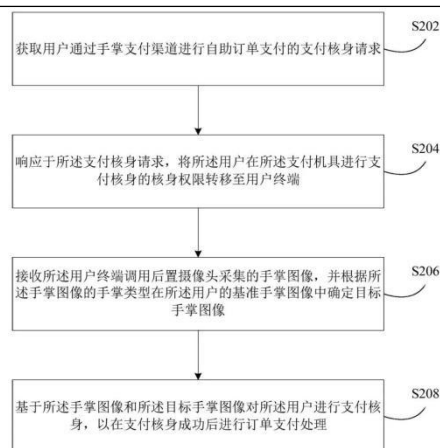 S202
获取用户通过手掌支付渠道进行自助订单支付的支付核身请求
S204
响应于所述支付核身请求，将所述用户在所述支付机具进行支
付核身的核身权限转移至用户终端
S206
接收所述用户终端调用后置摄像头采集的手掌图像，并根据所
述手掌图像的手掌类型在所述用户的基准手掌图像中确定目标
手掌图像
S208
基于所述手掌图像和所述目标手掌图像对所述用户进行支付核
身，以在支付核身成功后进行订单支付处理